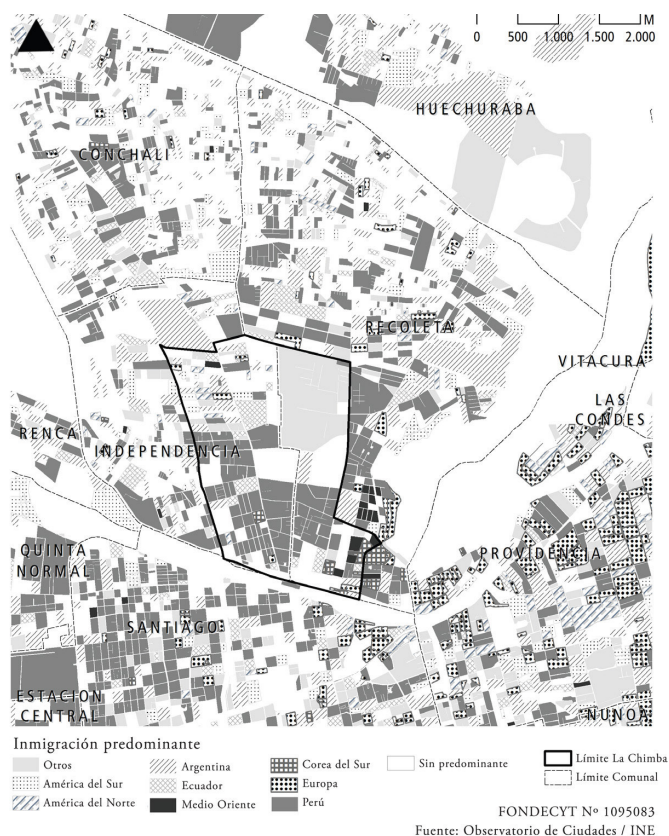 M
0 500 1.000 1.500 2.000
HUECHURABA
CONCHALI
RECOLETA
VITACURA
LAS
CONDES
RENCA
INDEPENDENCIA
QUINTA
NORMAL
PROVIDENCIA
SANTIAGO
ESTACION
CENTRAL
NUNOA
Inmigración predominante
Otros
América del Sur
América del Norte
Argentina
Ecuador
Medio Oriente
Corea del Sur
Europa
Perú
Sin predominante
Límite La Chimba
Límite Comunal
FONDECYT Nº 1095083
Fuente: Observatorio de Ciudades / INE